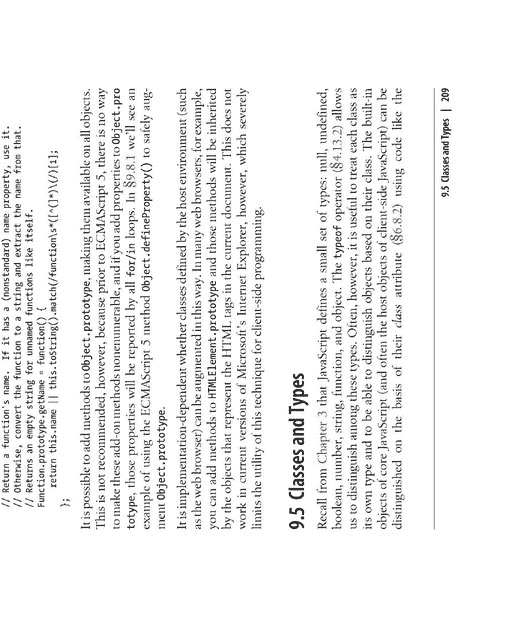 // Return a function's name.  If it has a (nonstandard) name property, use it.
// Otherwise, convert the function to a string and extract the name from that.
// Returns an empty string for unnamed functions like itself.
Function.prototype.getName = function() {
    return this.name || this.toString().match(/function\s*([^(]*)\(/)[1];
};
It is possible to add methods to Object.prototype, making them available on all objects.
This is not recommended, however, because prior to ECMAScript 5, there is no way
to make these add-on methods nonenumerable, and if you add properties to Object.pro
totype, those properties will be reported by all for/in loops. In §9.8.1 we'll see an
example of using the ECMAScript 5 method Object.defineProperty() to safely aug-
ment Object.prototype.
It is implementation-dependent whether classes defined by the host environment (such
as the web browser) can be augmented in this way. In many web browsers, for example,
you can add methods to HTMLElement.prototype and those methods will be inherited
by the objects that represent the HTML tags in the current document. This does not
work in current versions of Microsoft's Internet Explorer, however, which severely
limits the utility of this technique for client-side programming.
9.5 Classes and Types
Recall from Chapter 3 that JavaScript defines a small set of types: null, undefined,
boolean, number, string, function, and object. The typeof operator (§4.13.2) allows
us to distinguish among these types. Often, however, it is useful to treat each class as
its own type and to be able to distinguish objects based on their class. The built-in
objects of core JavaScript (and often the host objects of client-side JavaScript) can be
distinguished on the basis of their class attribute (§6.8.2) using code like the
9.5 Classes and Types | 209